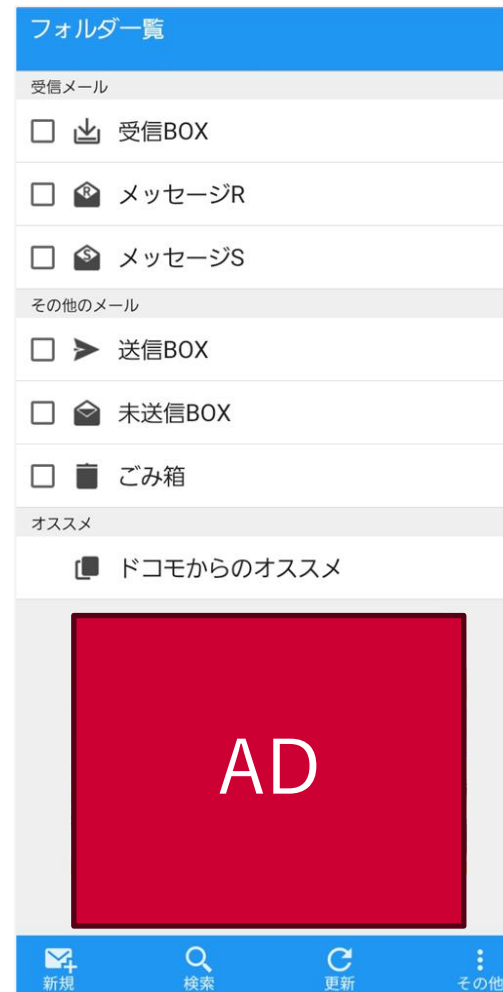 フォルダ一覧
受信メール
受信BOX
メッセージR
メッセージS
その他のメール
送信BOX
未送信BOX
ごみ箱
オススメ
ドコモからのオススメ
AD
新規
検索
更新
その他